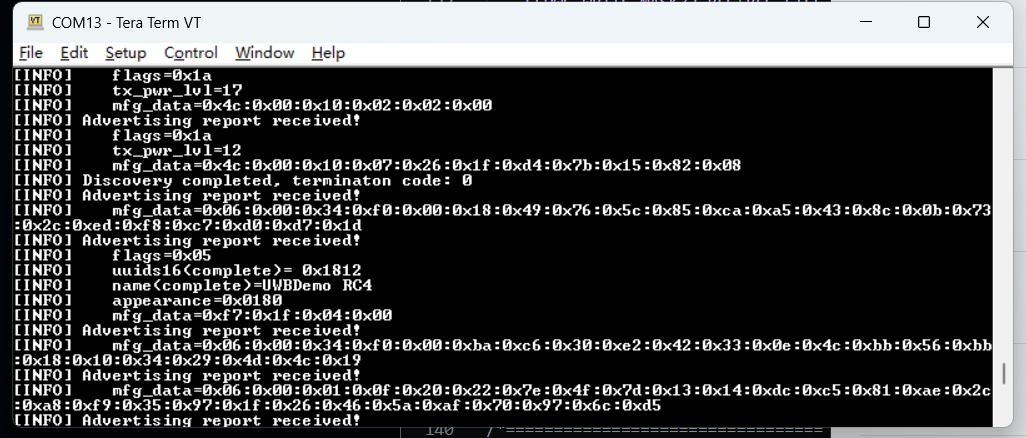 COM13 - Tera Term VT
File Edit Setup Control Window Help
[INFO]    flags=0x1a
[INFO]    tx_pwr_lvl=17
[INFO]    mfg_data=0x4c:0x00:0x10:0x02:0x02:0x00
[INFO] Advertising report received!
[INFO]    flags=0x1a
[INFO]    tx_pwr_lvl=12
[INFO]    mfg_data=0x4c:0x00:0x10:0x07:0x26:0x1f:0xd4:0x7b:0x15:0x82:0x08
[INFO] Discovery completed, terminaton code: 0
[INFO] Advertising report received!
[INFO]    mfg_data=0x06:0x00:0x34:0xf0:0x00:0x18:0x49:0x76:0x5c:0x85:0xca:0xa5:0x43:0x8c:0x0b:0x73
:0x2c:0xed:0xf8:0xc7:0xd0:0xd7:0x1d
[INFO] Advertising report received!
[INFO]    flags=0x05
[INFO]    uuids16(complete)= 0x1812
[INFO]    name(complete)=UWBDemo RC4
[INFO]    appearance=0x0180
[INFO]    mfg_data=0xf7:0x1f:0x04:0x00
[INFO] Advertising report received!
[INFO]    mfg_data=0x06:0x00:0x34:0xf0:0x00:0xba:0xc6:0x30:0xe2:0x42:0x33:0x0e:0x4c:0xbb:0x56:0xbb
:0x18:0x10:0x34:0x29:0x4d:0x4c:0x19
[INFO] Advertising report received!
[INFO]    mfg_data=0x06:0x00:0x01:0x0f:0x20:0x22:0x7e:0x4f:0x7d:0x13:0x14:0xdc:0xc5:0x81:0xae:0x2c
:0xa8:0xf9:0x35:0x97:0x1f:0x26:0x46:0x5a:0xaf:0x70:0x97:0x6c:0xd5
[INFO] Advertising report received!
140 /*=================================